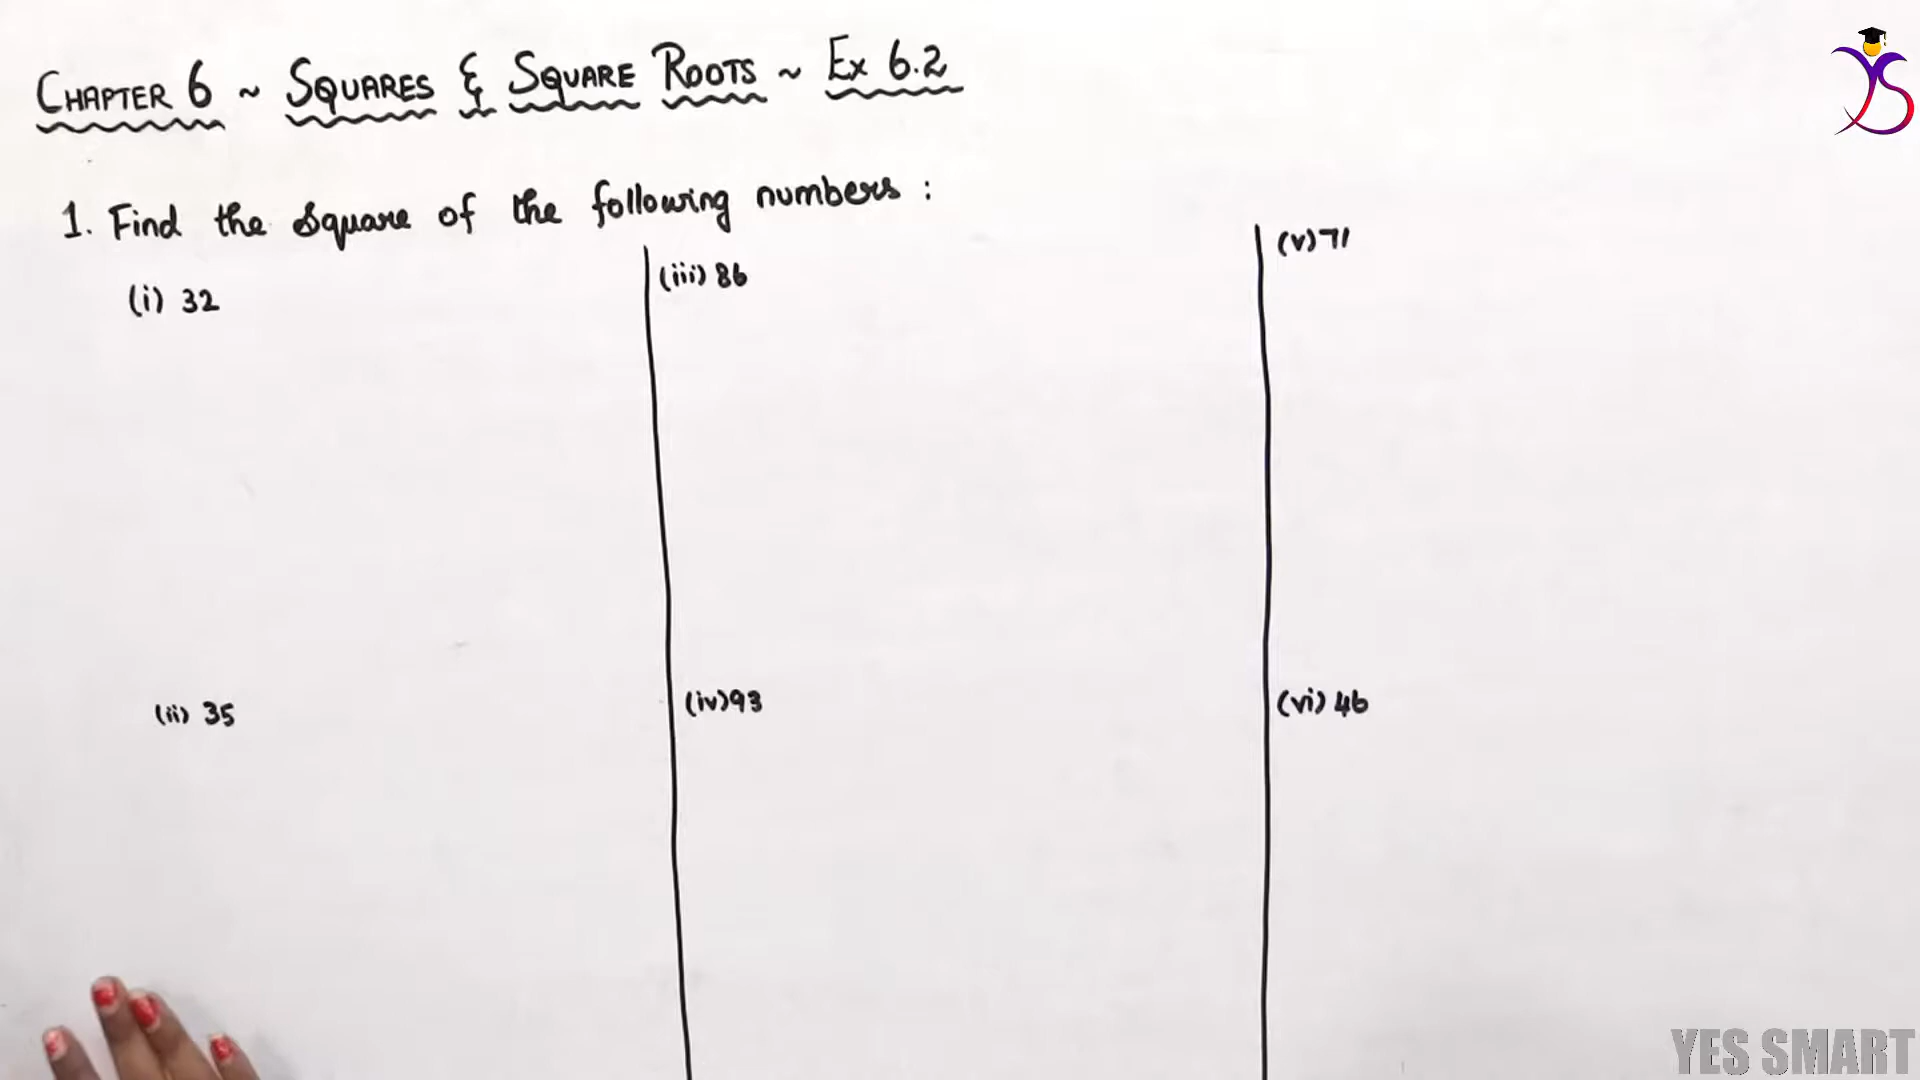 CHAPTER 6 ~ SQUARES & SQUARE ROOTS ~ Ex 6.2
1. Find the square of the following numbers :
(i) 32
(ii) 35
(iii) 86
(iv) 93
(v) 71
(vi) 46
YS
YES SMART